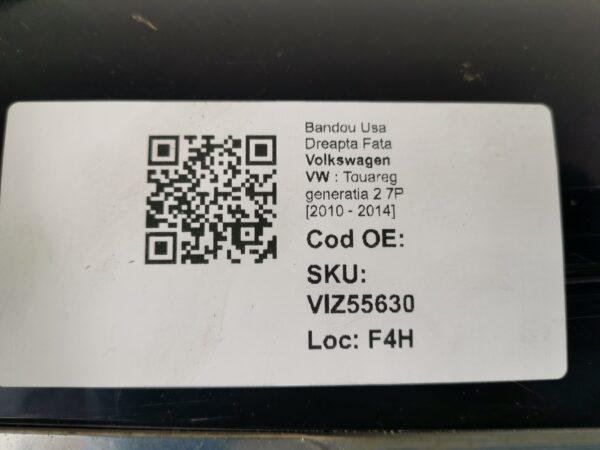 Bandou Usa
Dreapta Fata
Volkswagen
VW : Touareg
generatia 2 7P
[2010 - 2014]
Cod OE:
SKU:
VIZ55630
Loc: F4H